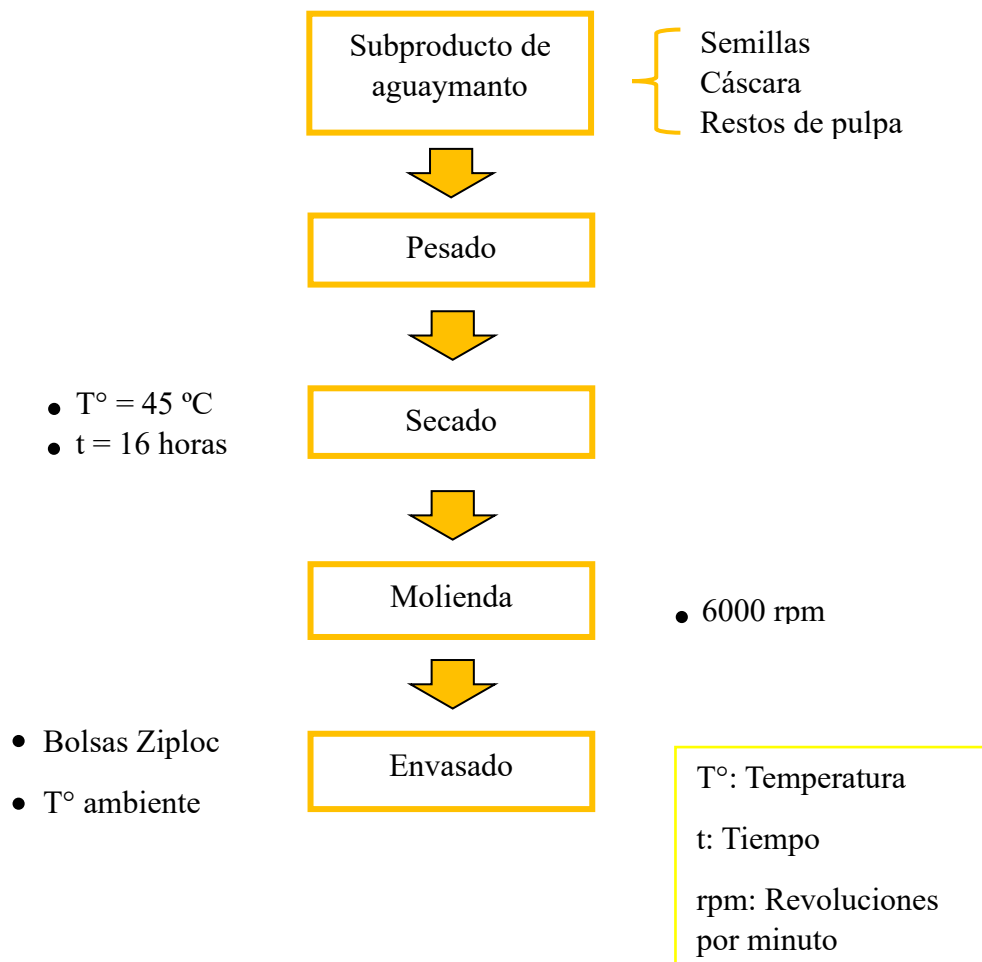 Subproducto de
aguaymanto
Semillas
Cáscara
Restos de pulpa
Pesado
• T° = 45 ºC
• t = 16 horas
Secado
Molienda
• 6000 rpm
• Bolsas Ziploc
• T° ambiente
Envasado
T°: Temperatura
t: Tiempo
rpm: Revoluciones
por minuto